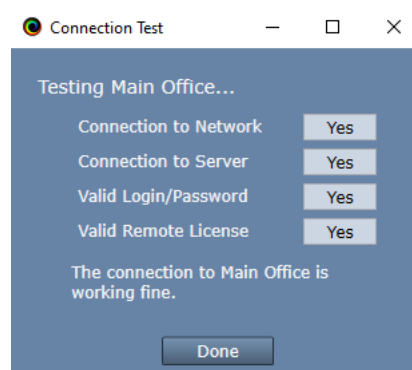 Connection Test
Testing Main Office...
Connection to Network Yes
Connection to Server Yes
Valid Login/Password Yes
Valid Remote License Yes
The connection to Main Office is
working fine.
Done